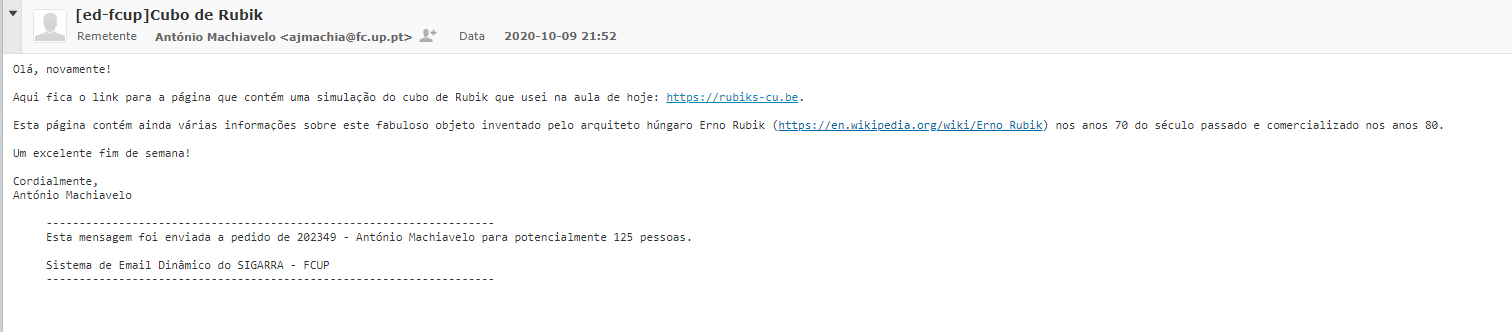 [ed-fcup]Cubo de Rubik
Remetente António Machiavelo <ajmachia@fc.up.pt> Data 2020-10-09 21:52
Olá, novamente!
Aqui fica o link para a página que contém uma simulação do cubo de Rubik que usei na aula de hoje: https://rubiks-cu.be.
Esta página contém ainda várias informações sobre este fabuloso objeto inventado pelo arquiteto húngaro Erno Rubik (https://en.wikipedia.org/wiki/Erno_Rubik) nos anos 70 do século passado e comercializado nos anos 80.
Um excelente fim de semana!
Cordialmente,
António Machiavelo
--------------------------------------------------------------------
Esta mensagem foi enviada a pedido de 202349 - António Machiavelo para potencialmente 125 pessoas.
Sistema de Email Dinâmico do SIGARRA - FCUP
--------------------------------------------------------------------